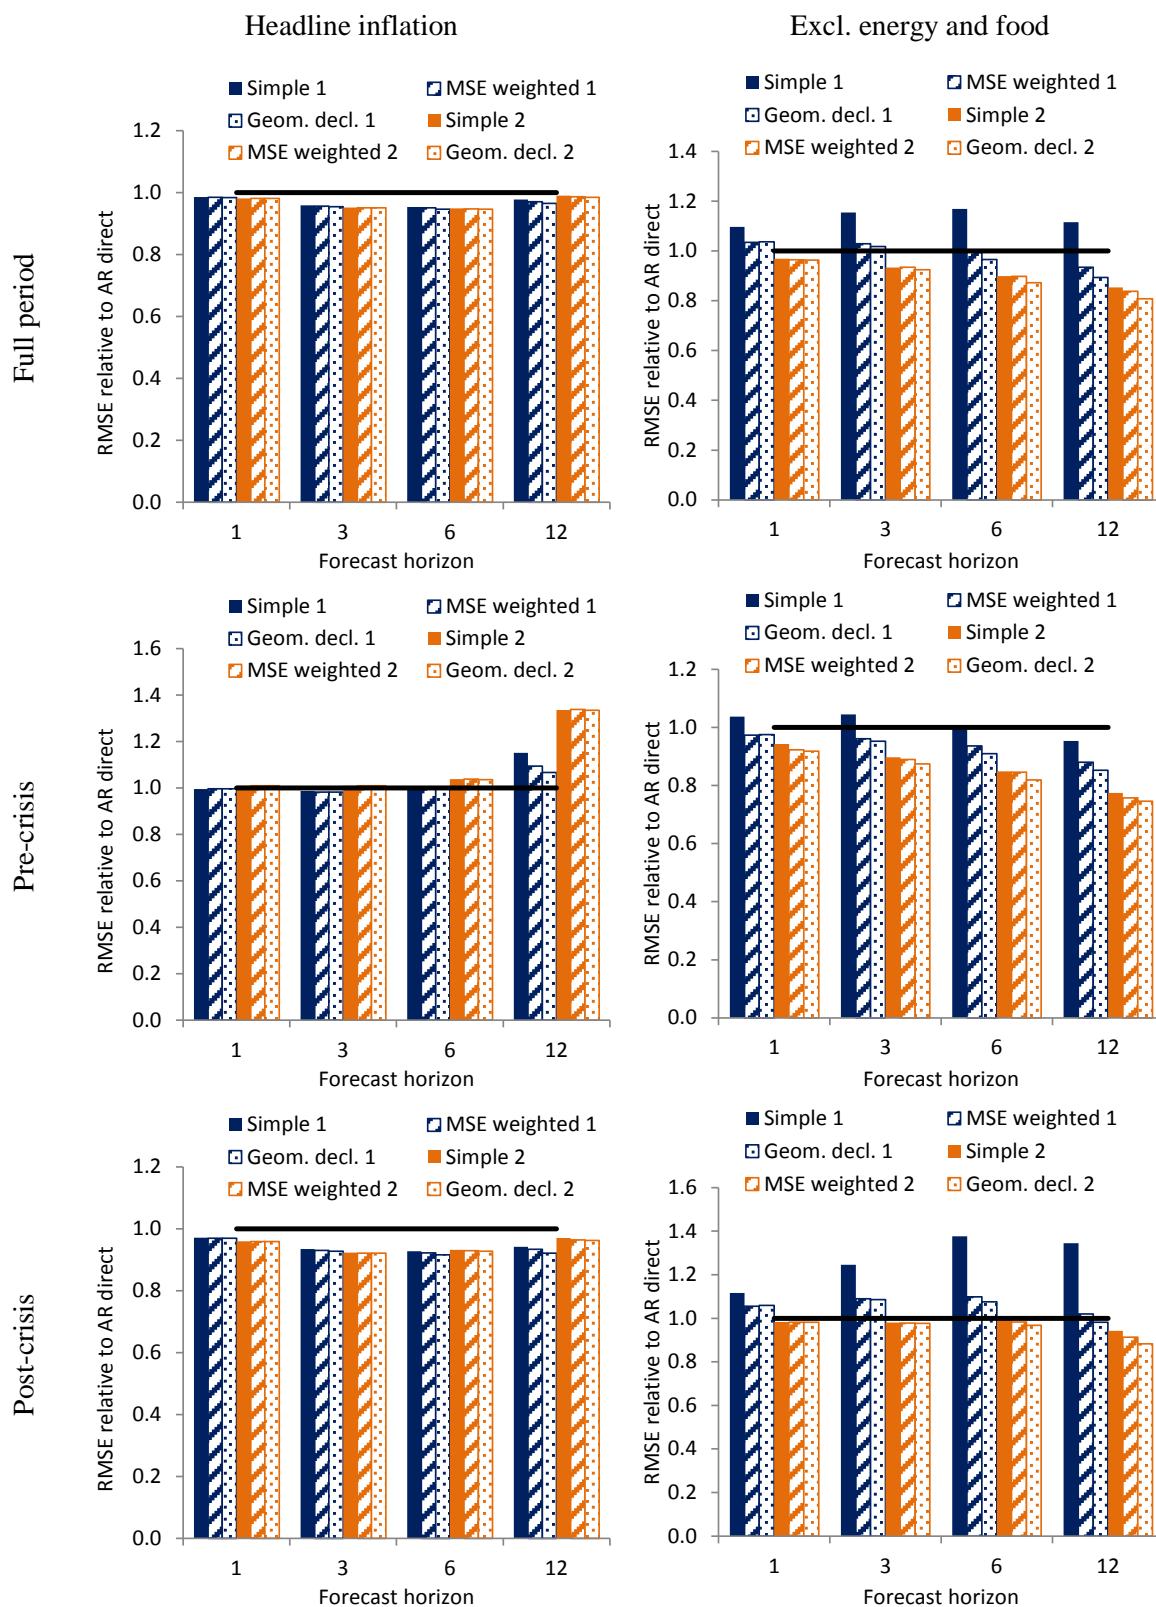 Headline inflation
Excl. energy and food
Full period
Simple 1 MSE weighted 1
Geom. decl. 1 Simple 2
MSE weighted 2 Geom. decl. 2
RMSE relative to AR direct
1.2
1.0
0.8
0.6
0.4
0.2
0.0
1 3 6 12
Forecast horizon
Simple 1 MSE weighted 1
Geom. decl. 1 Simple 2
MSE weighted 2 Geom. decl. 2
RMSE relative to AR direct
1.4
1.2
1.0
0.8
0.6
0.4
0.2
0.0
1 3 6 12
Forecast horizon
Pre-crisis
Simple 1 MSE weighted 1
Geom. decl. 1 Simple 2
MSE weighted 2 Geom. decl. 2
RMSE relative to AR direct
1.6
1.4
1.2
1.0
0.8
0.6
0.4
0.2
0.0
1 3 6 12
Forecast horizon
Simple 1 MSE weighted 1
Geom. decl. 1 Simple 2
MSE weighted 2 Geom. decl. 2
RMSE relative to AR direct
1.2
1.0
0.8
0.6
0.4
0.2
0.0
1 3 6 12
Forecast horizon
Post-crisis
Simple 1 MSE weighted 1
Geom. decl. 1 Simple 2
MSE weighted 2 Geom. decl. 2
RMSE relative to AR direct
1.2
1.0
0.8
0.6
0.4
0.2
0.0
1 3 6 12
Forecast horizon
Simple 1 MSE weighted 1
Geom. decl. 1 Simple 2
MSE weighted 2 Geom. decl. 2
RMSE relative to AR direct
1.6
1.4
1.2
1.0
0.8
0.6
0.4
0.2
0.0
1 3 6 12
Forecast horizon